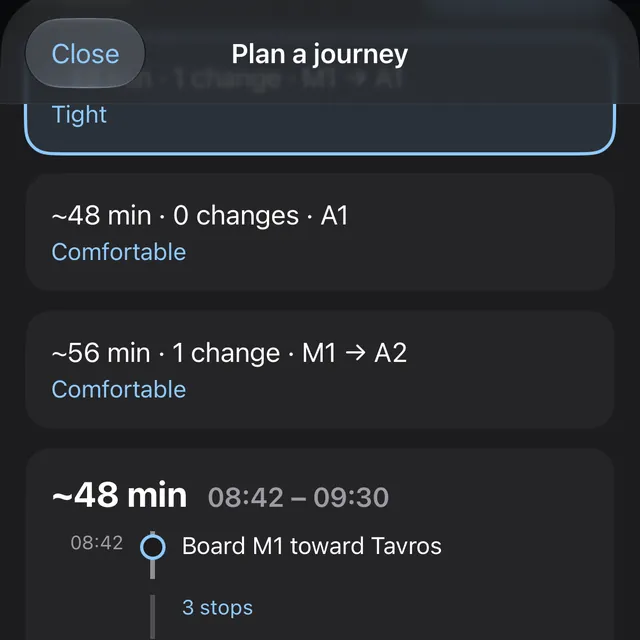 Close
Plan a journey
Tight
~48 min · 0 changes · A1
Comfortable
~56 min · 1 change · M1 → A2
Comfortable
~48 min 08:42 – 09:30
08:42 Board M1 toward Tavros
3 stops